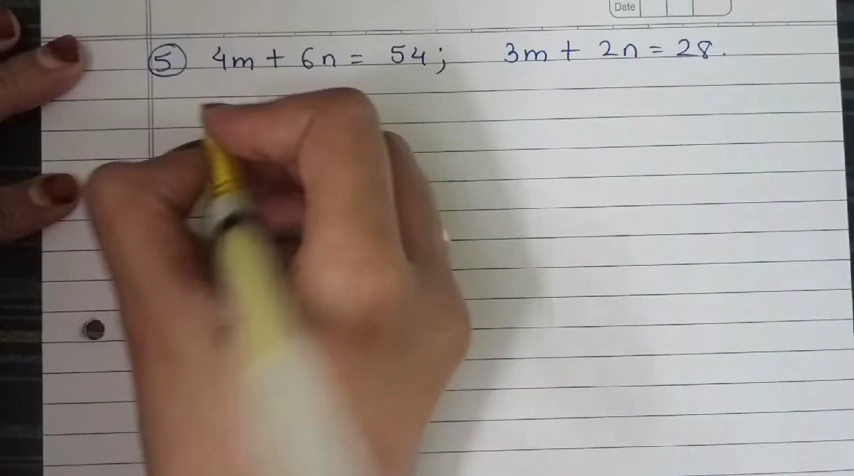 Date
⑤ 4m + 6n = 54; 3m + 2n = 28.